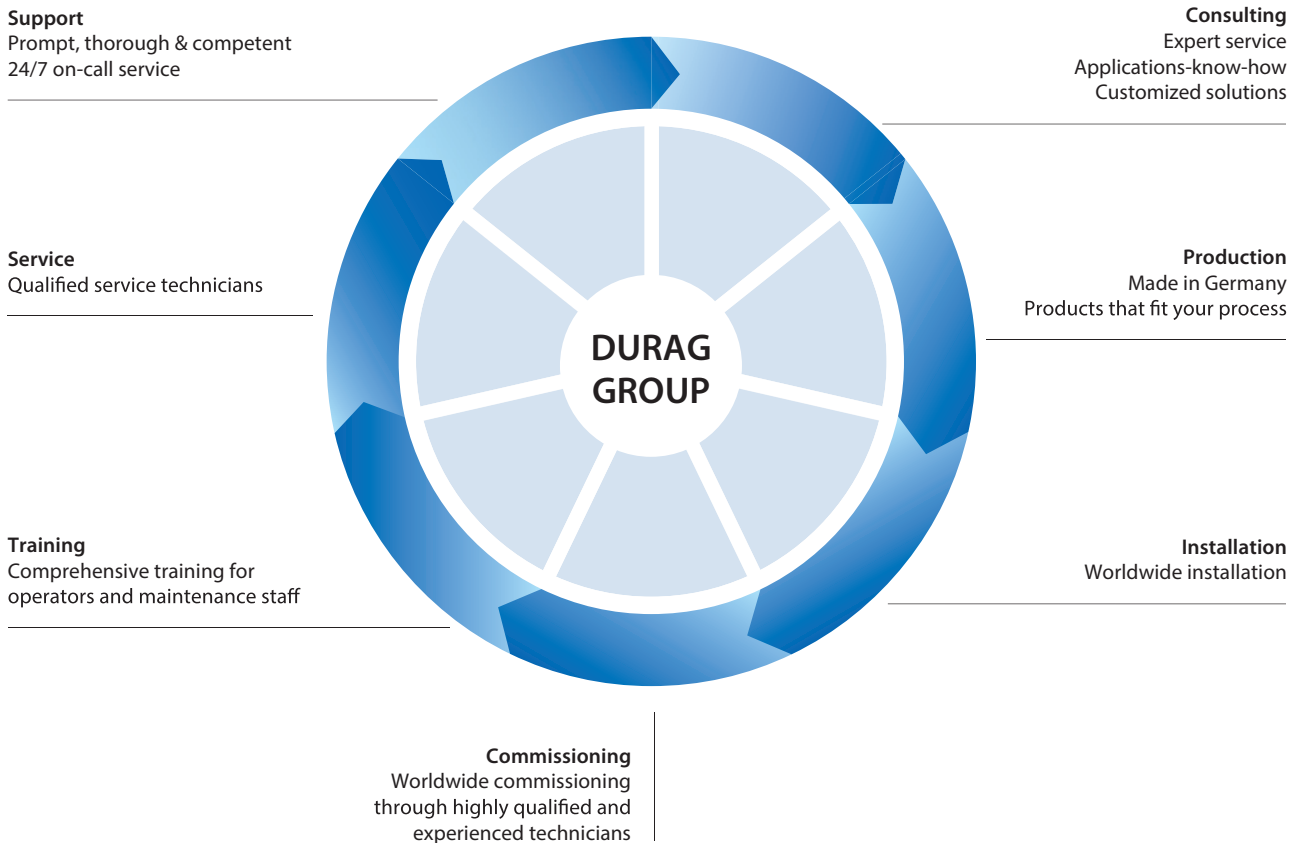 Support
Prompt, thorough & competent
24/7 on-call service
Consulting
Expert service
Applications-know-how
Customized solutions
Service
Qualified service technicians
Production
Made in Germany
Products that fit your process
DURAG
GROUP
Training
Comprehensive training for
operators and maintenance staff
Installation
Worldwide installation
Commissioning
Worldwide commissioning
through highly qualified and
experienced technicians